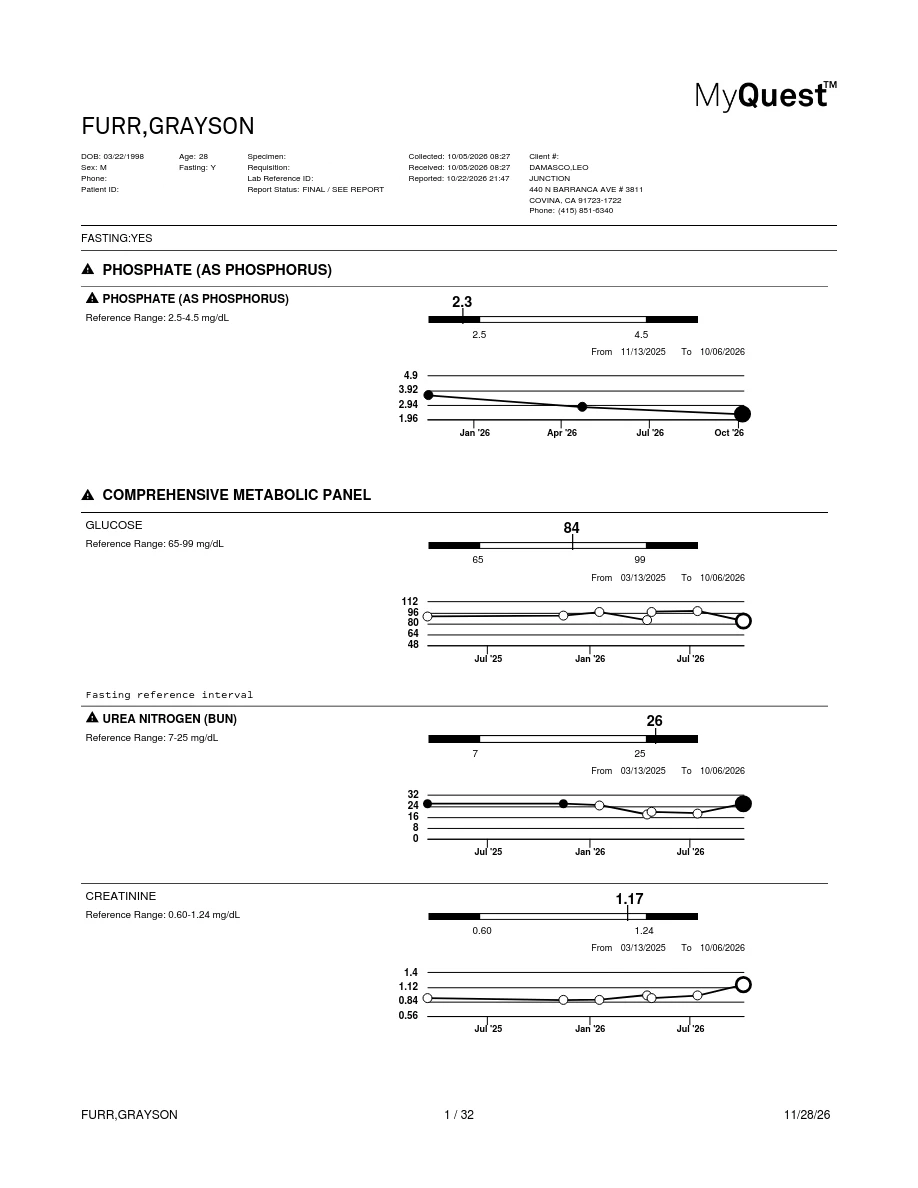 MyQuest™
FURR,GRAYSON
DOB: 03/22/1998 Age: 28 Specimen: Collected: 10/05/2026 08:27 Client #:
Sex: M Fasting: Y Requisition: Received: 10/05/2026 08:27 DAMASCO,LEO
Phone: Lab Reference ID: Reported: 10/22/2026 21:47 JUNCTION
Patient ID: Report Status: FINAL / SEE REPORT 440 N BARRANCA AVE # 3811
COVINA, CA 91723-1722
Phone: (415) 851-6340
FASTING:YES
PHOSPHATE (AS PHOSPHORUS)
PHOSPHATE (AS PHOSPHORUS) 2.3
Reference Range: 2.5-4.5 mg/dL
2.5 4.5
From 11/13/2025 To 10/06/2026
4.9
3.92
2.94
1.96
Jan '26 Apr '26 Jul '26 Oct '26
COMPREHENSIVE METABOLIC PANEL
GLUCOSE 84
Reference Range: 65-99 mg/dL
65 99
From 03/13/2025 To 10/06/2026
112
96
80
64
48
Jul '25 Jan '26 Jul '26
Fasting reference interval
UREA NITROGEN (BUN) 26
Reference Range: 7-25 mg/dL
7 25
From 03/13/2025 To 10/06/2026
32
24
16
8
0
Jul '25 Jan '26 Jul '26
CREATININE 1.17
Reference Range: 0.60-1.24 mg/dL
0.60 1.24
From 03/13/2025 To 10/06/2026
1.4
1.12
0.84
0.56
Jul '25 Jan '26 Jul '26
FURR,GRAYSON 1 / 32 11/28/26